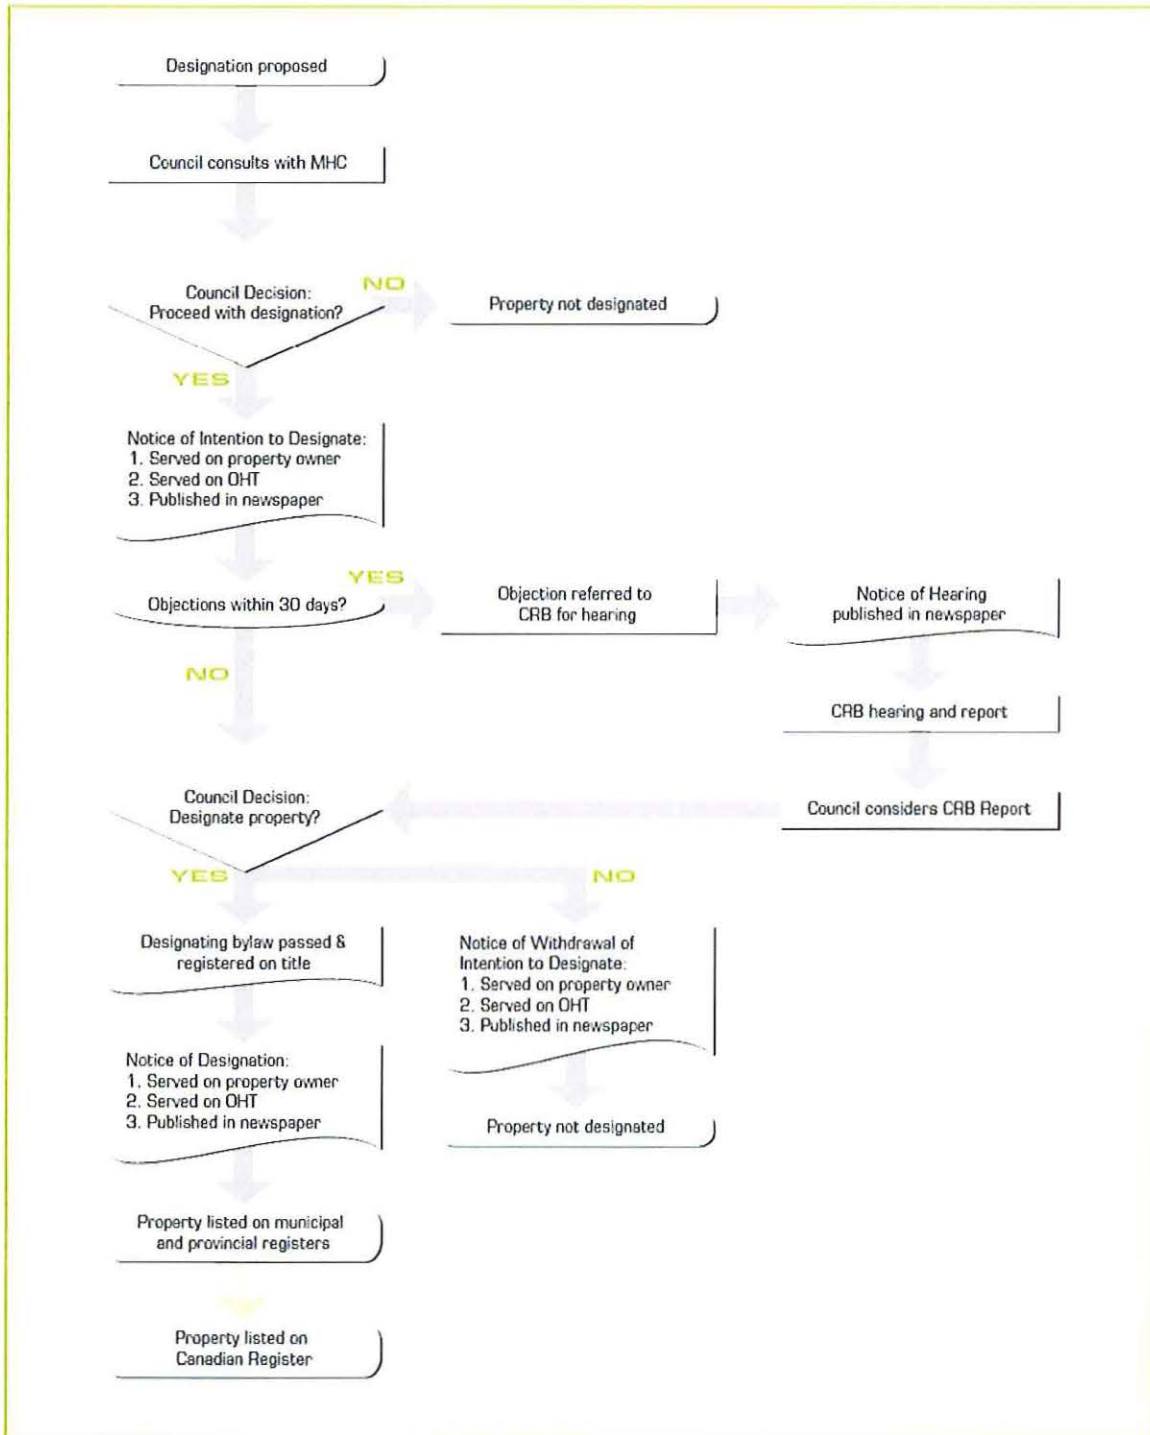 Designation proposed
Council consults with MHC
Council Decision:
Proceed with designation?
NO
Property not designated
YES
Notice of Intention to Designate:
1. Served on property owner
2. Served on OHT
3. Published in newspaper
Objections within 30 days?
YES
Objection referred to
CRB for hearing
Notice of Hearing
published in newspaper
NO
CRB hearing and report
Council considers CRB Report
Council Decision:
Designate property?
YES
NO
Designating bylaw passed &
registered on title
Notice of Withdrawal of
Intention to Designate:
1. Served on property owner
2. Served on OHT
3. Published in newspaper
Notice of Designation:
1. Served on property owner
2. Served on OHT
3. Published in newspaper
Property not designated
Property listed on municipal
and provincial registers
Property listed on
Canadian Register